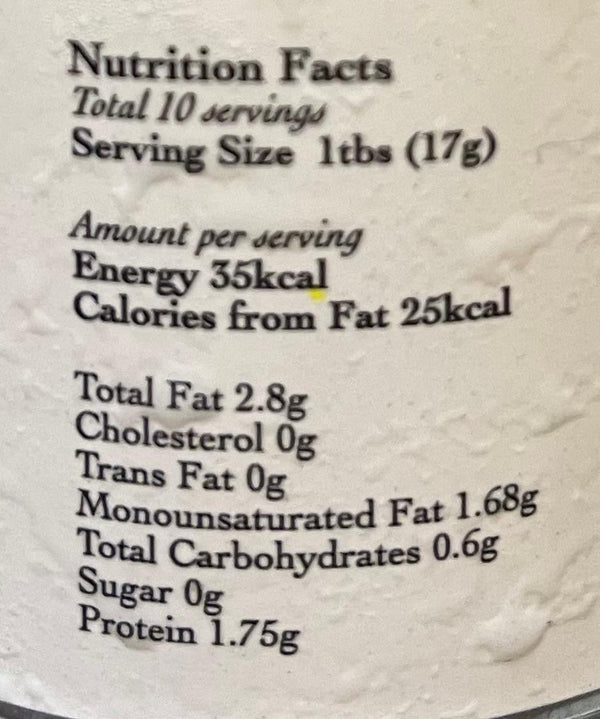 Nutrition Facts
Total 10 servings
Serving Size 1tbs (17g)
Amount per serving
Energy 35kcal
Calories from Fat 25kcal
Total Fat 2.8g
Cholesterol 0g
Trans Fat 0g
Monounsaturated Fat 1.68g
Total Carbohydrates 0.6g
Sugar 0g
Protein 1.75g